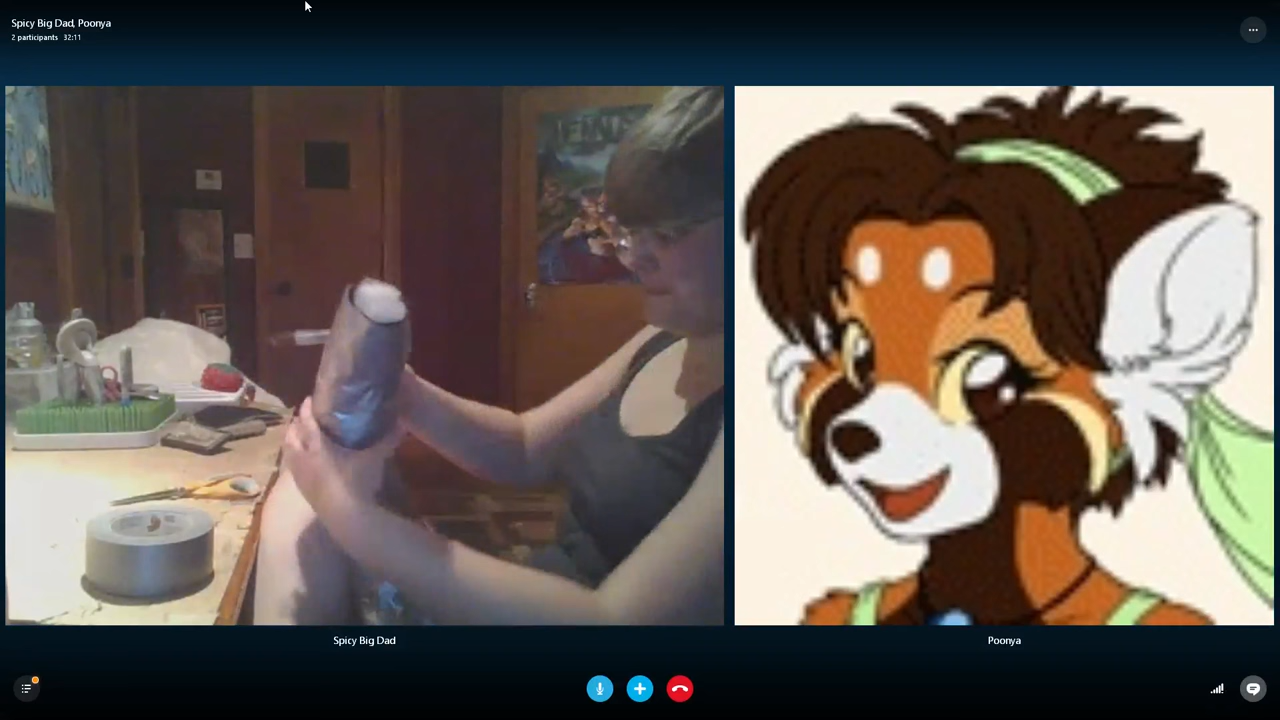 Spicy Big Dad, Poonya
2 participants 32:11
Spicy Big Dad
Poonya